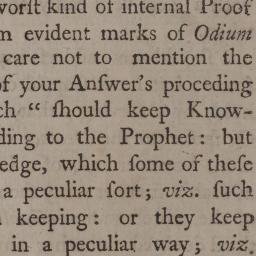 worſt kind of internal Proof
evident marks of Odium
care not to mention the
of your Anſwer's proceding
“ ſhould keep Know-
ding to the Prophet: but
edge, which ſome of theſe
a peculiar ſort; viz. ſuch
keeping: or they keep
in a peculiar way; viz.